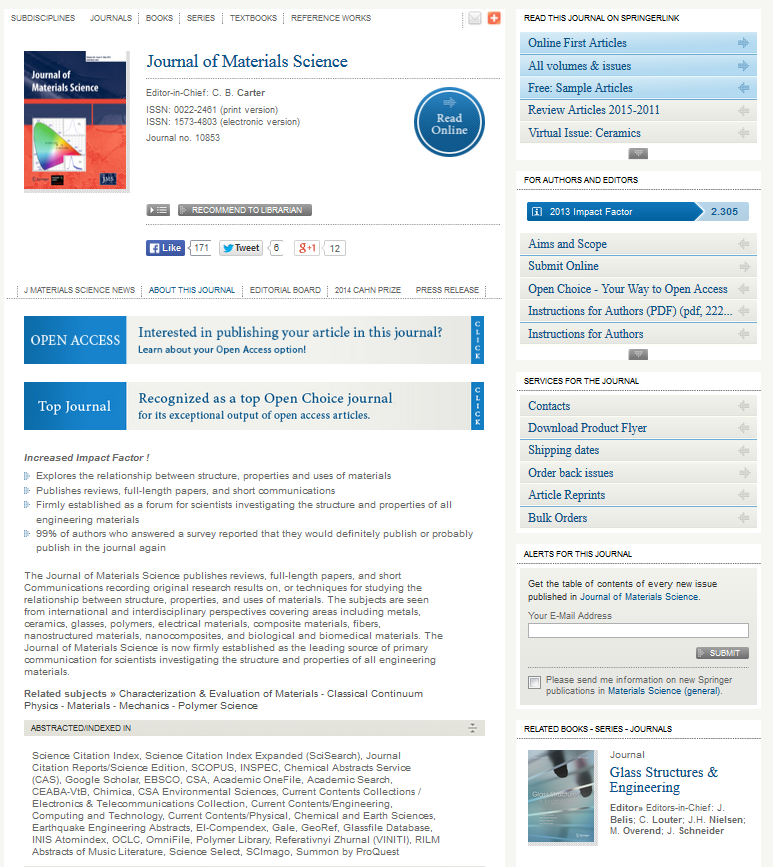 SUBDISCIPLINES JOURNALS BOOKS SERIES TEXTBOOKS REFERENCE WORKS
Journal of
Materials Science
Journal of Materials Science
Editor-in-Chief: C. B. Carter
ISSN: 0022-2461 (print version)
ISSN: 1573-4803 (electronic version)
Journal no. 10853
Read
Online
RECOMMEND TO LIBRARIAN
Like 171 Tweet 6 +1 12
J MATERIALS SCIENCE NEWS ABOUT THIS JOURNAL EDITORIAL BOARD 2014 CAHN PRIZE PRESS RELEASE
OPEN ACCESS
Interested in publishing your article in this journal?
Learn about your Open Access option!
CLICK
Top Journal
Recognized as a top Open Choice journal
for its exceptional output of open access articles.
CLICK
Increased Impact Factor !
Explores the relationship between structure, properties and uses of materials
Publishes reviews, full-length papers, and short communications
Firmly established as a forum for scientists investigating the structure and properties of all
engineering materials
99% of authors who answered a survey reported that they would definitely publish or probably
publish in the journal again
The Journal of Materials Science publishes reviews, full-length papers, and short
Communications recording original research results on, or techniques for studying the
relationship between structure, properties, and uses of materials. The subjects are seen
from international and interdisciplinary perspectives covering areas including metals,
ceramics, glasses, polymers, electrical materials, composite materials, fibers,
nanostructured materials, nanocomposites, and biological and biomedical materials. The
Journal of Materials Science is now firmly established as the leading source of primary
communication for scientists investigating the structure and properties of all engineering
materials.
Related subjects » Characterization & Evaluation of Materials - Classical Continuum
Physics - Materials - Mechanics - Polymer Science
ABSTRACTED/INDEXED IN
Science Citation Index, Science Citation Index Expanded (SciSearch), Journal
Citation Reports/Science Edition, SCOPUS, INSPEC, Chemical Abstracts Service
(CAS), Google Scholar, EBSCO, CSA, Academic OneFile, Academic Search,
CEABA-VtB, Chimica, CSA Environmental Sciences, Current Contents Collections /
Electronics & Telecommunications Collection, Current Contents/Engineering,
Computing and Technology, Current Contents/Physical, Chemical and Earth Sciences,
Earthquake Engineering Abstracts, EI-Compendex, Gale, GeoRef, Glassfile Database,
INIS Atomindex, OCLC, OmniFile, Polymer Library, Referativnyi Zhurnal (VINITI), RILM
Abstracts of Music Literature, Science Select, SCImago, Summon by ProQuest
READ THIS JOURNAL ON SPRINGERLINK
Online First Articles
All volumes & issues
Free: Sample Articles
Review Articles 2015-2011
Virtual Issue: Ceramics
FOR AUTHORS AND EDITORS
2013 Impact Factor 2.305
Aims and Scope
Submit Online
Open Choice - Your Way to Open Access
Instructions for Authors (PDF) (pdf, 222...
Instructions for Authors
SERVICES FOR THE JOURNAL
Contacts
Download Product Flyer
Shipping dates
Order back issues
Article Reprints
Bulk Orders
ALERTS FOR THIS JOURNAL
Get the table of contents of every new issue
published in Journal of Materials Science.
Your E-Mail Address
SUBMIT
Please send me information on new Springer
publications in Materials Science (general).
RELATED BOOKS - SERIES - JOURNALS
Journal
Glass Structures &
Engineering
Editor» Editors-in-Chief: J.
Belis; C. Louter; J.H. Nielsen;
M. Overend; J. Schneider